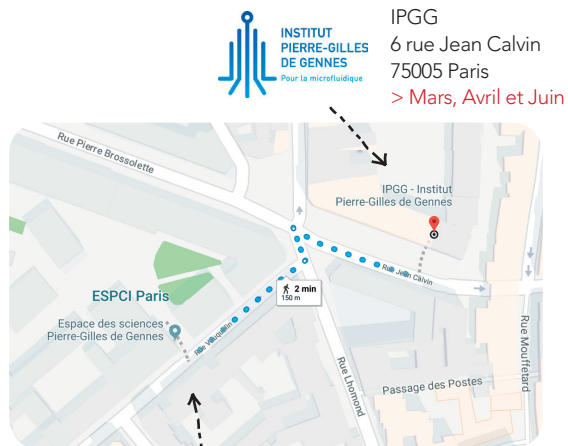 INSTITUT
PIERRE-GILLES
DE GENNES
Pour la microfluidique
IPGG
6 rue Jean Calvin
75005 Paris
> Mars, Avril et Juin
Rue Pierre Brossolette
IPGG - Institut
Pierre-Gilles de Gennes
Rue Jean Calvin
ESPCI Paris
2 min
150 m
Espace des sciences
Pierre-Gilles de Gennes
Rue Vauquelin
Rue Lhomond
Rue Mouffetard
Passage des Postes